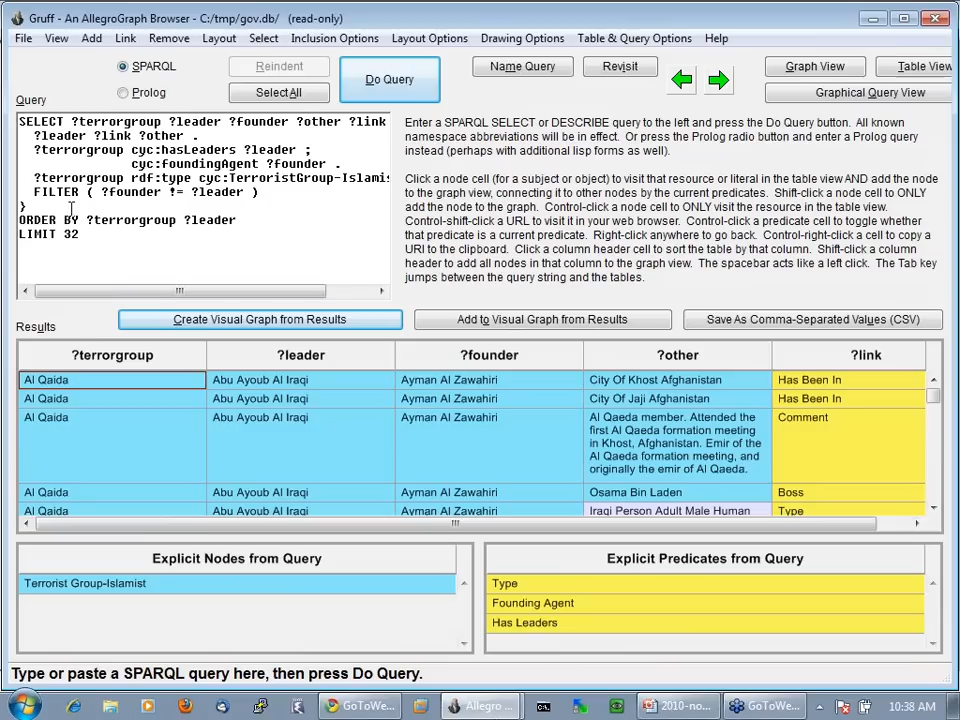 Gruff - An AllegroGraph Browser - C:/tmp/gov.db/ (read-only)
File View Add Link Remove Layout Select Inclusion Options Layout Options Drawing Options Table & Query Options Help
SPARQL
Prolog
Reindent
Select All
Do Query
Name Query
Revisit
Graph View
Table View
Graphical Query View
Query
SELECT ?terrorgroup ?leader ?founder ?other ?link
?leader ?link ?other .
?terrorgroup cyc:hasLeaders ?leader ;
cyc:foundingAgent ?founder .
?terrorgroup rdf:type cyc:TerroristGroup-Islamis
FILTER ( ?founder != ?leader )
}
ORDER BY ?terrorgroup ?leader
LIMIT 32
Enter a SPARQL SELECT or DESCRIBE query to the left and press the Do Query button. All known
namespace abbreviations will be in effect. Or press the Prolog radio button and enter a Prolog query
instead (perhaps with additional lisp forms as well).
Click a node cell (for a subject or object) to visit that resource or literal in the table view AND add the node
to the graph view, connecting it to other nodes by the current predicates. Shift-click a node cell to ONLY
add the node to the graph. Control-click a node cell to ONLY visit the resource in the table view.
Control-shift-click a URL to visit it in your web browser. Control-click a predicate cell to toggle whether
that predicate is a current predicate. Right-click anywhere to go back. Control-right-click a cell to copy a
URI to the clipboard. Click a column header cell to sort the table by that column. Shift-click a column
header to add all nodes in that column to the graph view. The spacebar acts like a left click. The Tab key
jumps between the query string and the tables.
Results
Create Visual Graph from Results
Add to Visual Graph from Results
Save As Comma-Separated Values (CSV)
?terrorgroup ?leader ?founder ?other ?link
Al Qaida Abu Ayoub Al Iraqi Ayman Al Zawahiri City Of Khost Afghanistan Has Been In
Al Qaida Abu Ayoub Al Iraqi Ayman Al Zawahiri City Of Jaji Afghanistan Has Been In
Al Qaida Abu Ayoub Al Iraqi Ayman Al Zawahiri Al Qaeda member. Attended the Comment
first Al Qaeda formation meeting
in Khost, Afghanistan. Emir of the
Al Qaeda formation meeting, and
originally the emir of Al Qaeda.
Al Qaida Abu Ayoub Al Iraqi Ayman Al Zawahiri Osama Bin Laden Boss
Al Qaida Abu Ayoub Al Iraqi Ayman Al Zawahiri Iraqi Person Adult Male Human Type
Explicit Nodes from Query
Terrorist Group-Islamist
Explicit Predicates from Query
Type
Founding Agent
Has Leaders
Type or paste a SPARQL query here, then press Do Query.
GoToWe...
Allegro ...
2010-no...
GoToWe...
10:38 AM